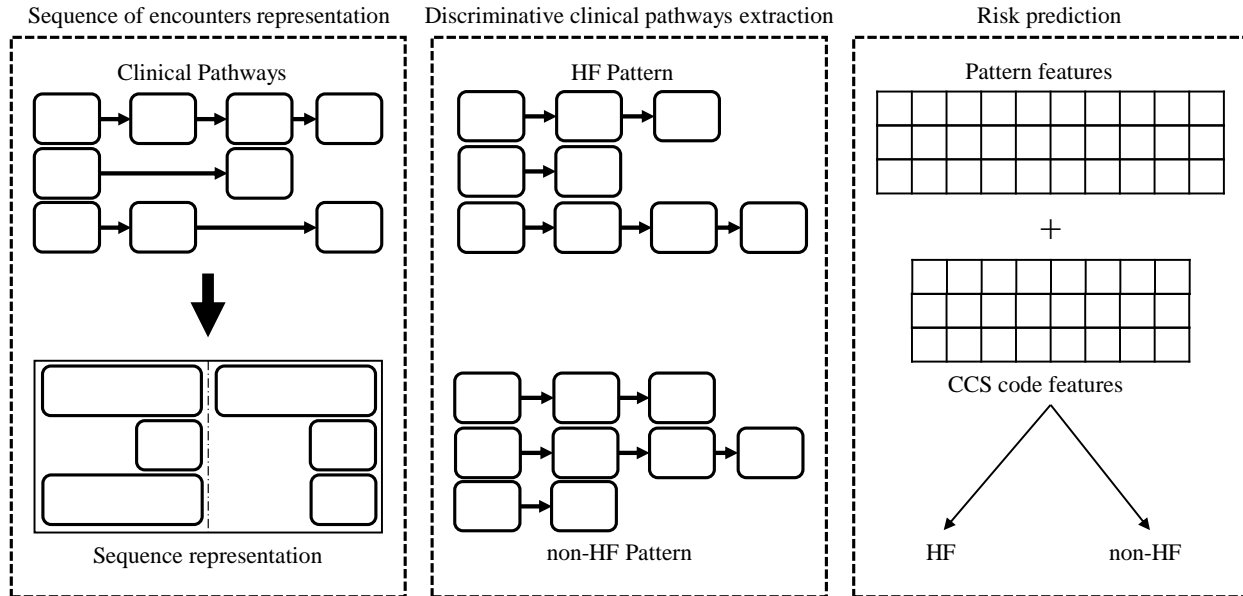 Sequence of encounters representation
Clinical Pathways
Sequence representation
Discriminative clinical pathways extraction
HF Pattern
non-HF Pattern
Risk prediction
Pattern features
+
CCS code features
HF
non-HF